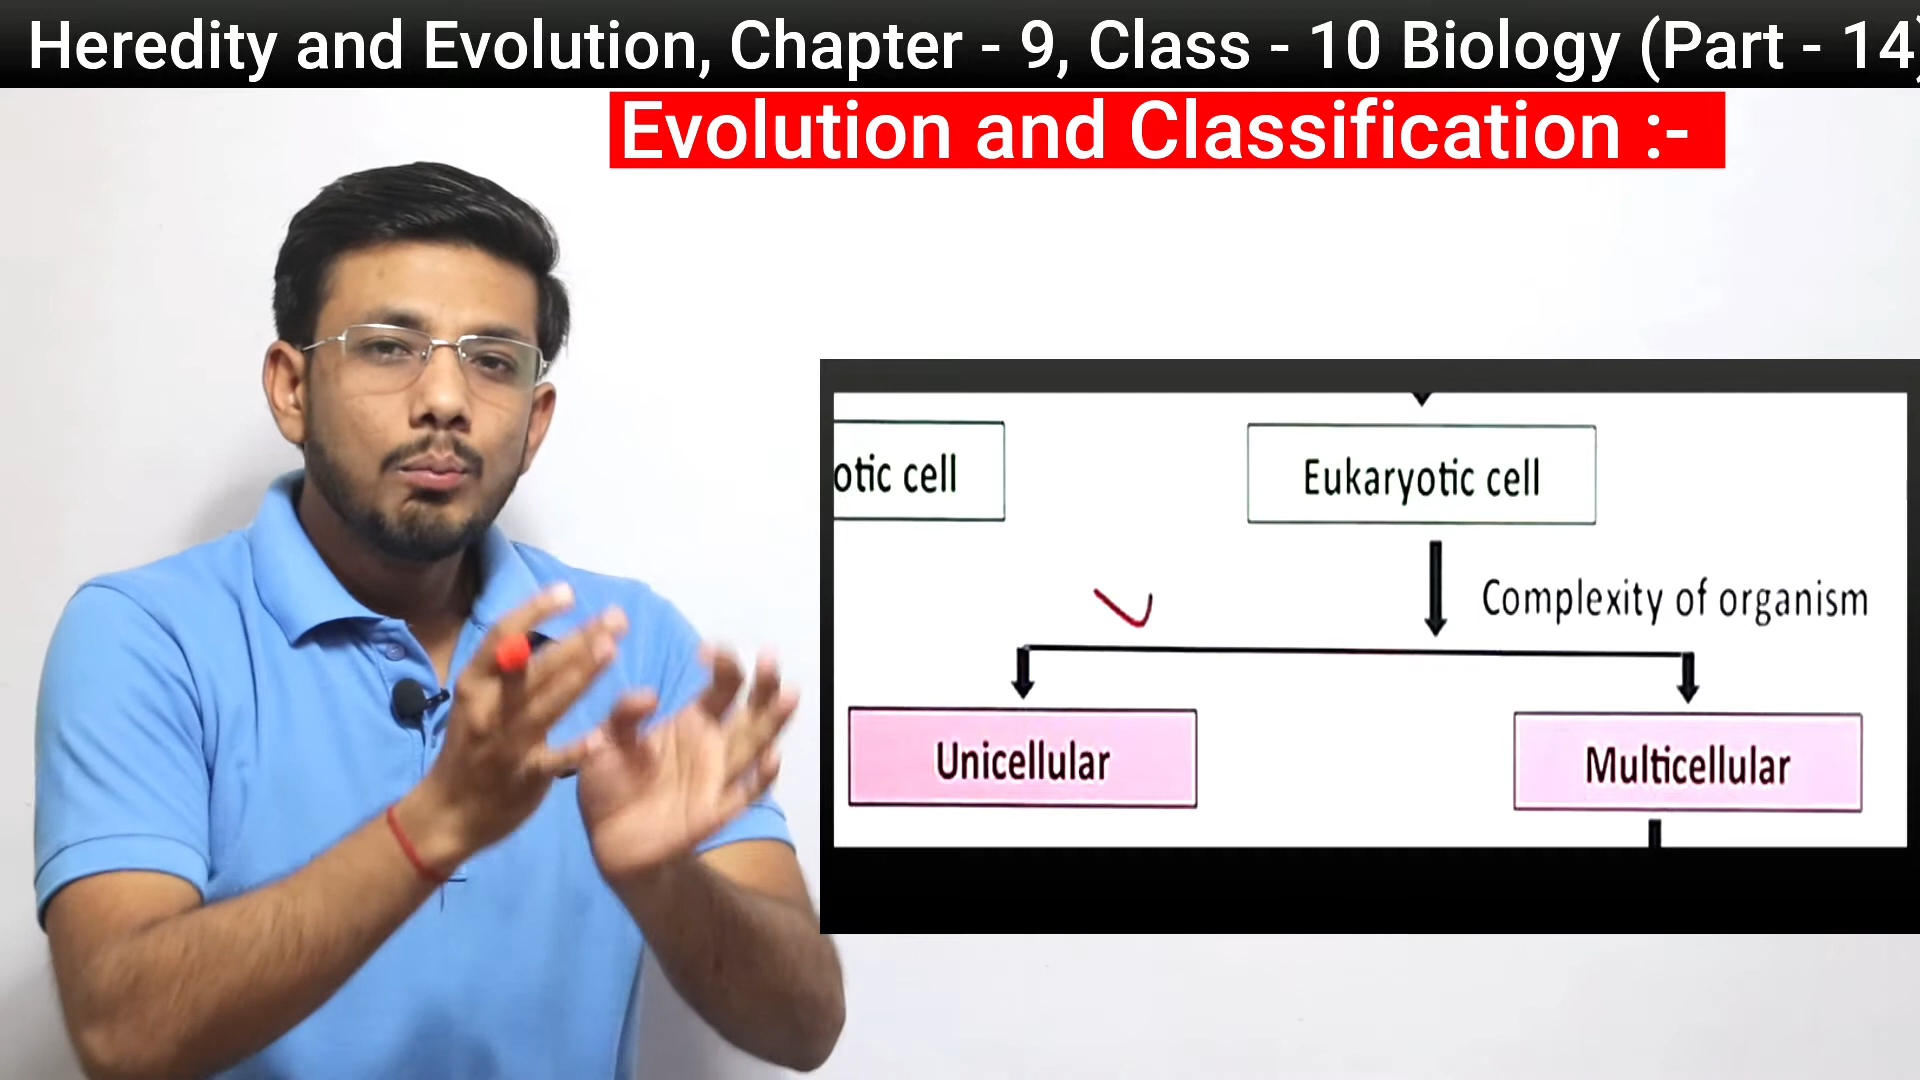 Heredity and Evolution, Chapter - 9, Class - 10 Biology (Part - 14)
Evolution and Classification :-
otic cell
Eukaryotic cell
Complexity of organism
Unicellular
Multicellular